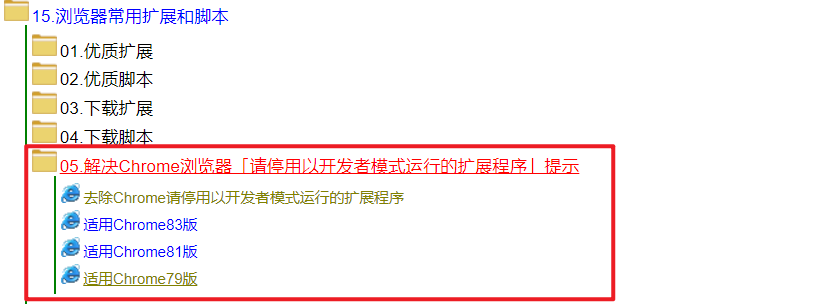 15.浏览器常用扩展和脚本
01.优质扩展
02.优质脚本
03.下载扩展
04.下载脚本
05.解决Chrome浏览器「请停用以开发者模式运行的扩展程序」提示
去除Chrome请停用以开发者模式运行的扩展程序
适用Chrome83版
适用Chrome81版
适用Chrome79版